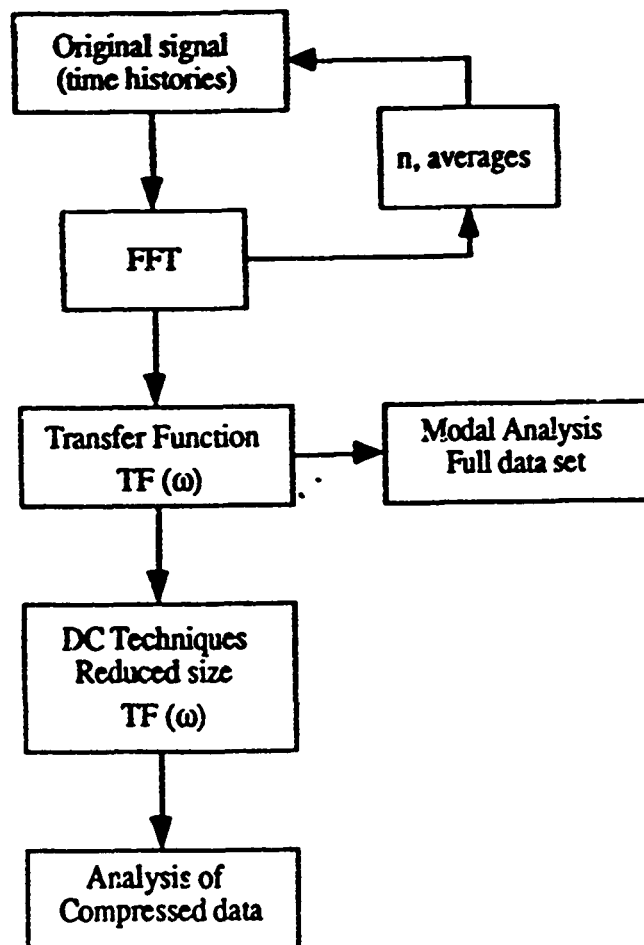 Original signal
(time histories)
n, averages
FFT
Transfer Function
TF (ω)
Modal Analysis
Full data set
DC Techniques
Reduced size
TF (ω)
Analysis of
Compressed data